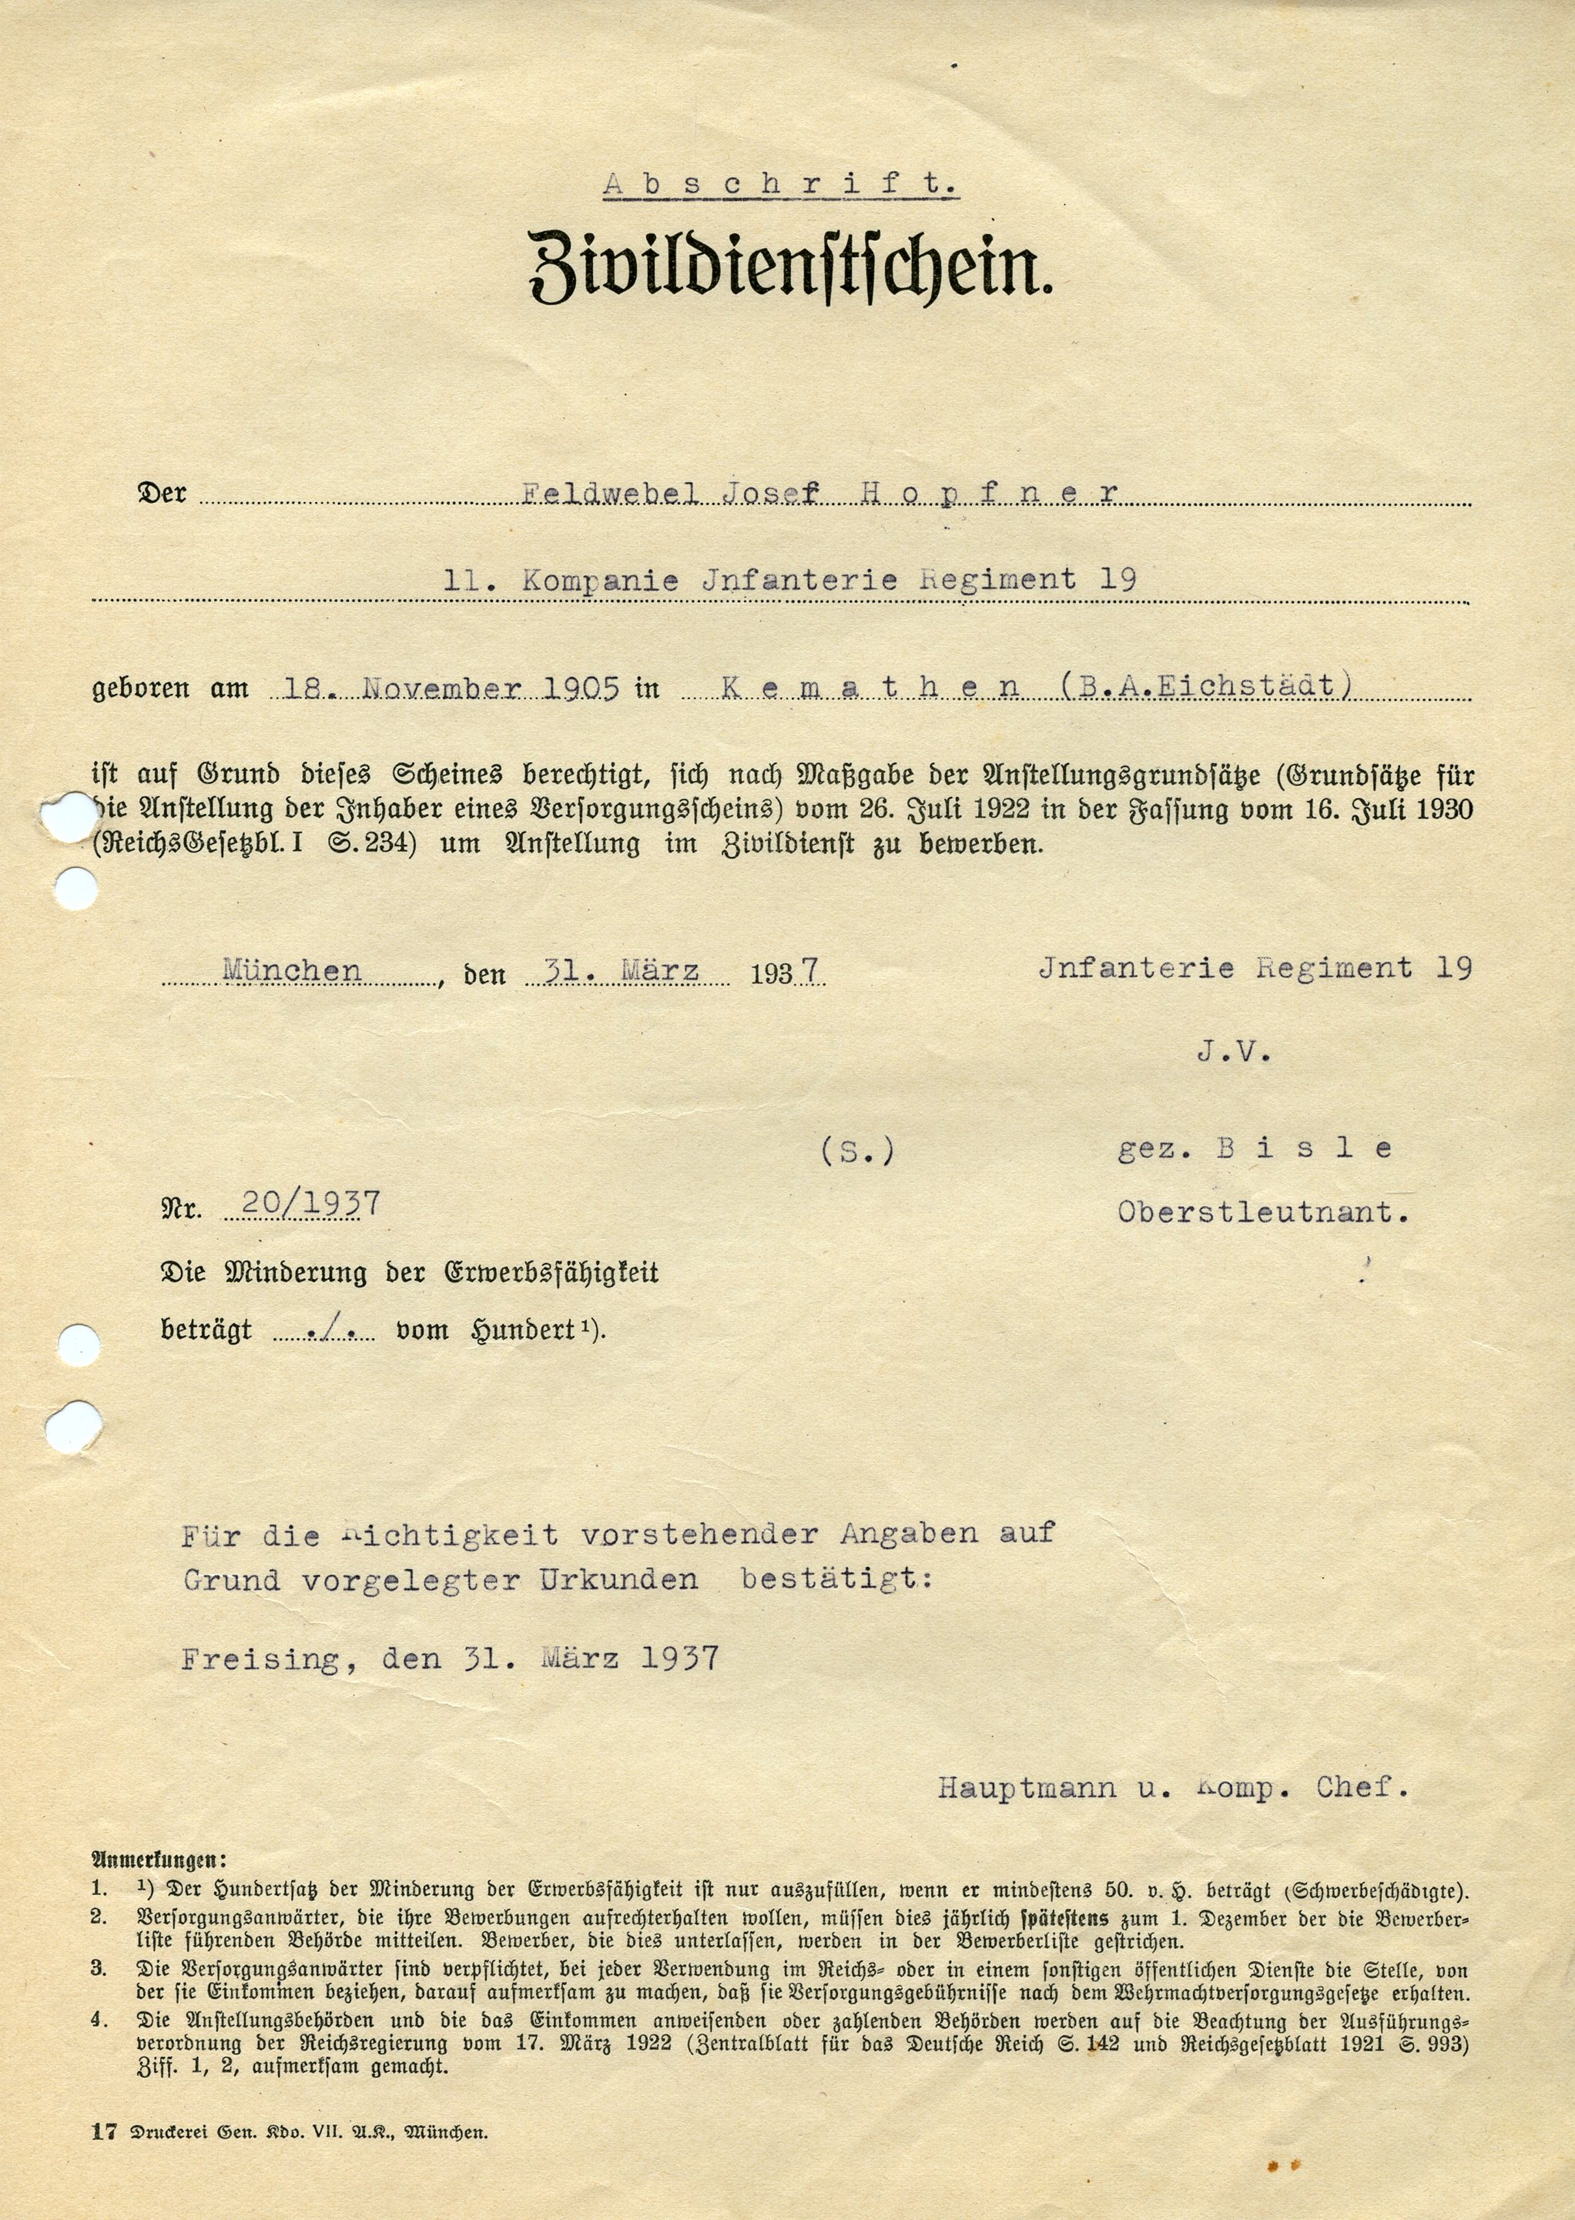 Abschrift.
Zivildienstschein.
Der Feldwebel Josef Hopfner
11. Kompanie Jnfanterie Regiment 19
geboren am 18. November 1905 in Kemathen (B.A.Eichstädt)
ist auf Grund dieses Scheines berechtigt, sich nach Maßgabe der Anstellungsgrundsätze (Grundsätze für
die Anstellung der Inhaber eines Versorgungsscheins) vom 26. Juli 1922 in der Fassung vom 16. Juli 1930
(ReichsGesetzbl. I S. 234) um Anstellung im Zivildienst zu bewerben.
München, den 31. März 1937 Jnfanterie Regiment 19
J.V.
(S.) gez. Bisle
Nr. 20/1937 Oberstleutnant.
Die Minderung der Erwerbsfähigkeit
beträgt ./. vom Hundert ¹).
Für die Richtigkeit vorstehender Angaben auf
Grund vorgelegter Urkunden bestätigt:
Freising, den 31. März 1937
Hauptmann u. Komp. Chef.
Anmerkungen:
1. ¹) Der Hundertsatz der Minderung der Erwerbsfähigkeit ist nur auszufüllen, wenn er mindestens 50. v. H. beträgt (Schwerbeschädigte).
2. Versorgungsanwärter, die ihre Bewerbungen aufrechterhalten wollen, müssen dies jährlich spätestens zum 1. Dezember der die Bewerber-
liste führenden Behörde mitteilen. Bewerber, die dies unterlassen, werden in der Bewerberliste gestrichen.
3. Die Versorgungsanwärter sind verpflichtet, bei jeder Verwendung im Reichs- oder in einem sonstigen öffentlichen Dienste die Stelle, von
der sie Einkommen beziehen, darauf aufmerksam zu machen, daß sie Versorgungsgebührnisse nach dem Wehrmachtversorgungsgesetze erhalten.
4. Die Anstellungsbehörden und die das Einkommen anweisenden oder zahlenden Behörden werden auf die Beachtung der Ausführungs-
verordnung der Reichsregierung vom 17. März 1922 (Zentralblatt für das Deutsche Reich S. 142 und Reichsgesetzblatt 1921 S. 993)
Ziff. 1, 2, aufmerksam gemacht.
17 Druckerei Gen. Kdo. VII. A.K., München.